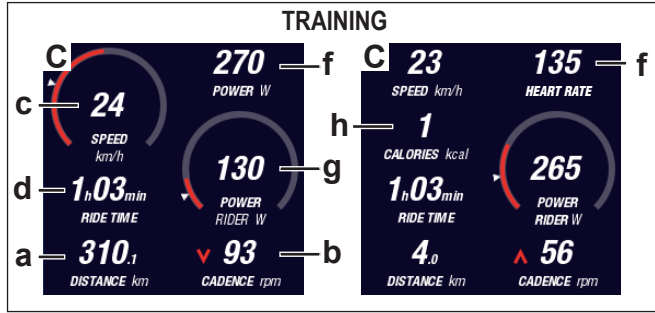 TRAINING
C
270
f
POWER W
c
24
SPEED
km/h
g
130
POWER
RIDER W
d
1h03min
RIDE TIME
a
310.1
DISTANCE km
93
b
CADENCE rpm
C
23
SPEED km/h
135
f
HEART RATE
h
1
CALORIES kcal
265
POWER
RIDER W
1h03min
RIDE TIME
4.0
DISTANCE km
56
CADENCE rpm